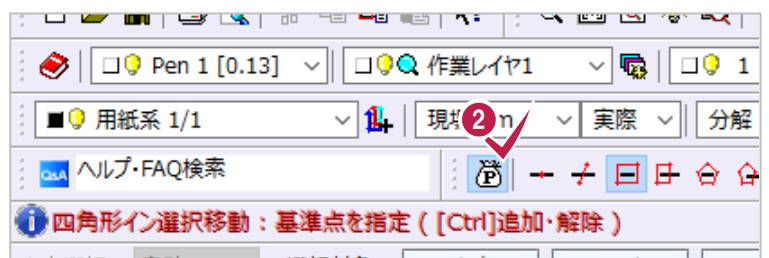 Pen 1 [0.13] 作業レイヤ1 1
用紙系 1/1 現 m 実際 分解
2
Q&A ヘルプ・FAQ検索 P
四角形イン選択移動：基準点を指定 ( [Ctrl]追加・解除 )